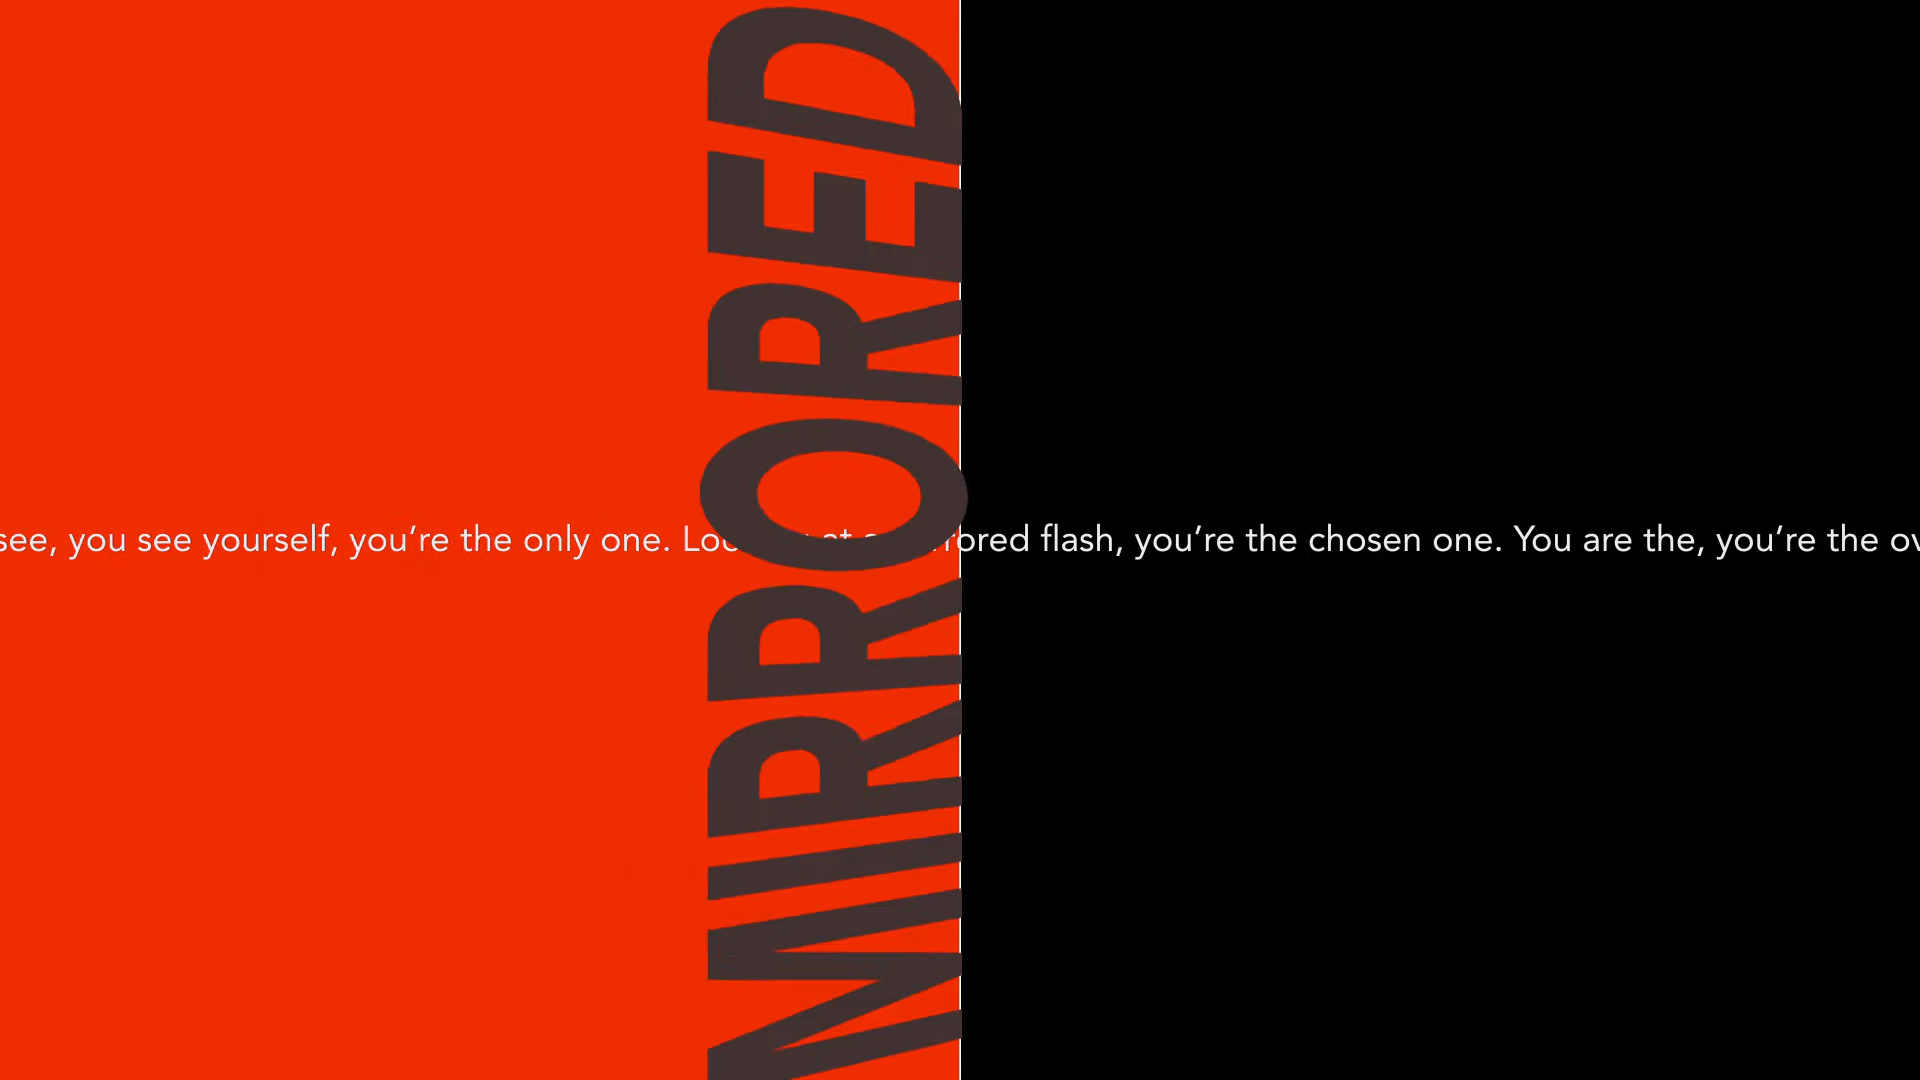 MIRRORED
see, you see yourself, you’re the only one. at rored flash, you’re the chosen one. You are the, you’re the